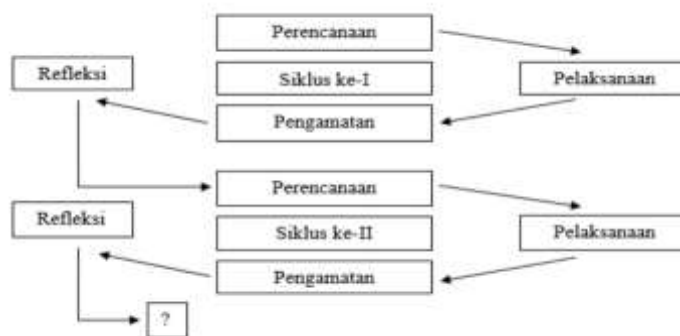 Perencanaan
Refleksi
Siklus ke-I
Pelaksanaan
Pengamatan
Perencanaan
Refleksi
Siklus ke-II
Pelaksanaan
Pengamatan
?